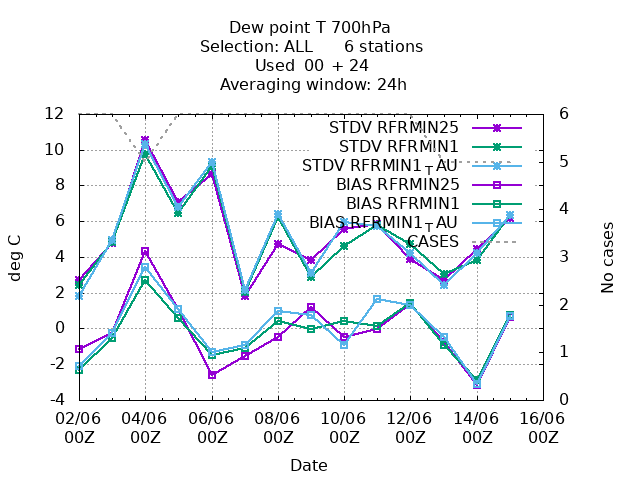 Dew point T 700hPa
Selection: ALL 6 stations
Used 00 + 24
Averaging window: 24h
12
10
8
6
4
2
0
-2
-4
deg C
STDV RFRMIN25
STDV RFRMIN1
STDV RFRMIN1TAU
BIAS RFRMIN25
BIAS RFRMIN1
BIAS RFRMIN1TAU
CASES
6
5
4
3
2
1
0
No cases
02/06 04/06 06/06 08/06 10/06 12/06 14/06 16/06
00Z 00Z 00Z 00Z 00Z 00Z 00Z 00Z
Date